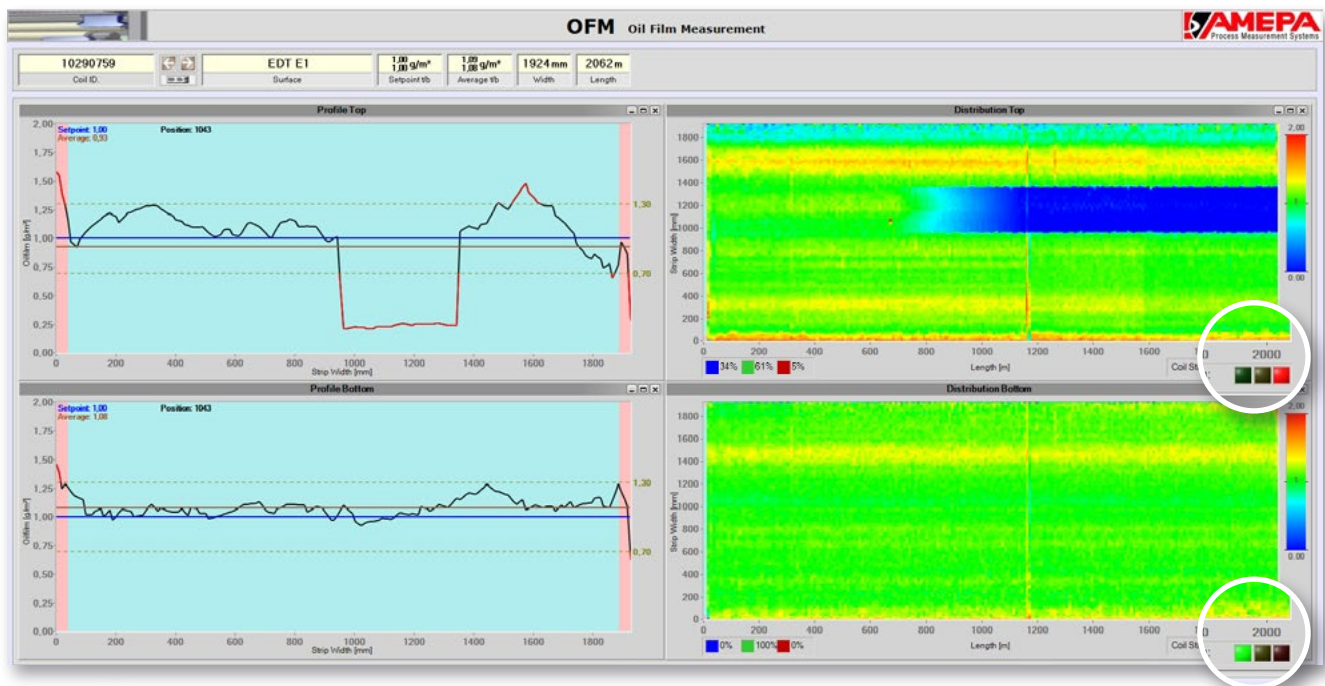 OFM Oil Film Measurement
AMEPA
Process Measurement Systems
10290759
Coil ID.
EDT E1
Surface
1,00 g/m²
1,00
Setpoint t/b
1,09 g/m²
1,08
Average t/b
1924 mm
Width
2062 m
Length
Profile Top
Setpoint: 1,00
Average: 0,93
Position: 1043
Oilfilm [g/m²]
2,00
1,75
1,50
1,25
1,00
0,75
0,50
0,25
0,00
1,30
0,70
0 200 400 600 800 1000 1200 1400 1600 1800
Strip Width [mm]
Distribution Top
Strip Width [mm]
1800
1600
1400
1200
1000
800
600
400
200
0
2.00
1
0.00
0 200 400 600 800 1000 1200 1400 1600 0 2000
34% 61% 5%
Length [m]
Coil
Profile Bottom
Setpoint: 1,00
Average: 1,08
Position: 1043
Oilfilm [g/m²]
2,00
1,75
1,50
1,25
1,00
0,75
0,50
0,25
0,00
1,30
0,70
0 200 400 600 800 1000 1200 1400 1600 1800
Strip Width [mm]
Distribution Bottom
Strip Width [mm]
1800
1600
1400
1200
1000
800
600
400
200
0
2.00
1
0.00
0 200 400 600 800 1000 1200 1400 1600 0 2000
0% 100% 0%
Length [m]
Coil